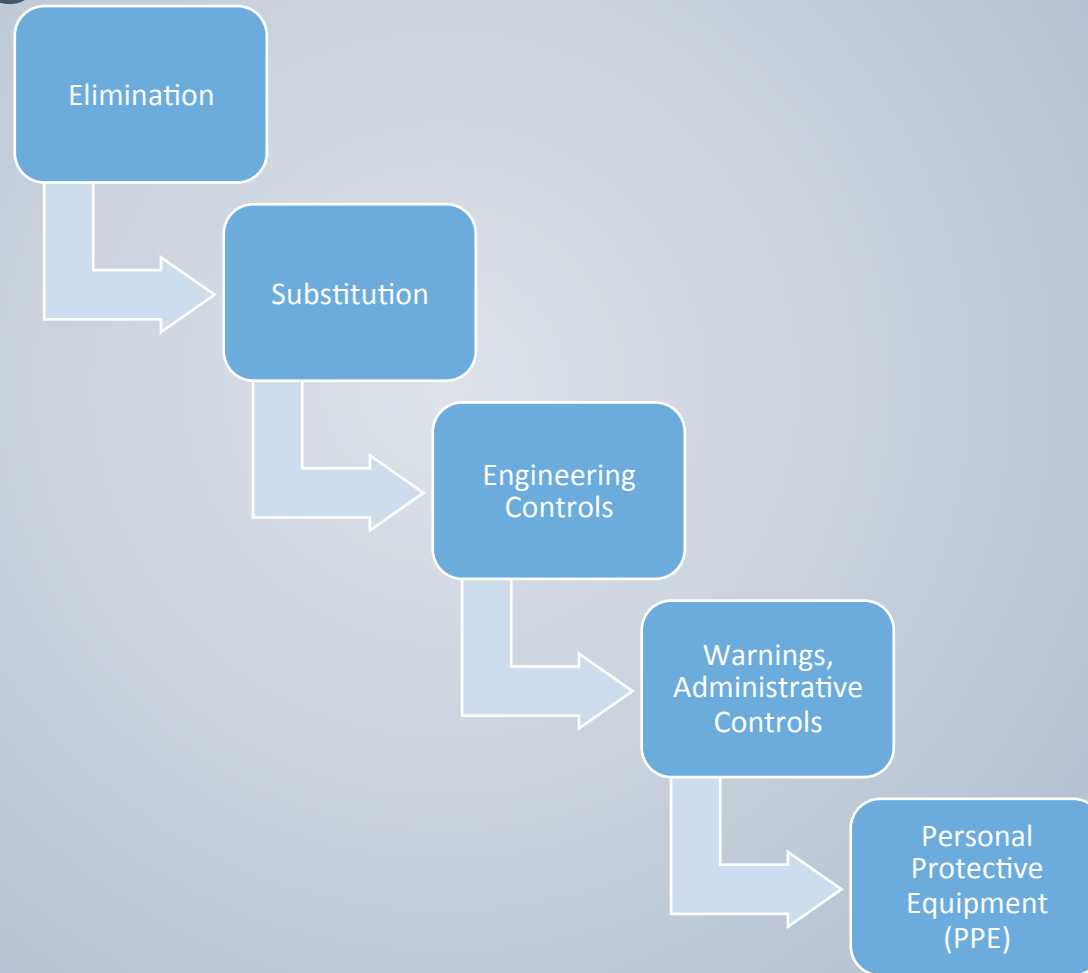 Elimination
Substitution
Engineering
Controls
Warnings,
Administrative
Controls
Personal
Protective
Equipment
(PPE)